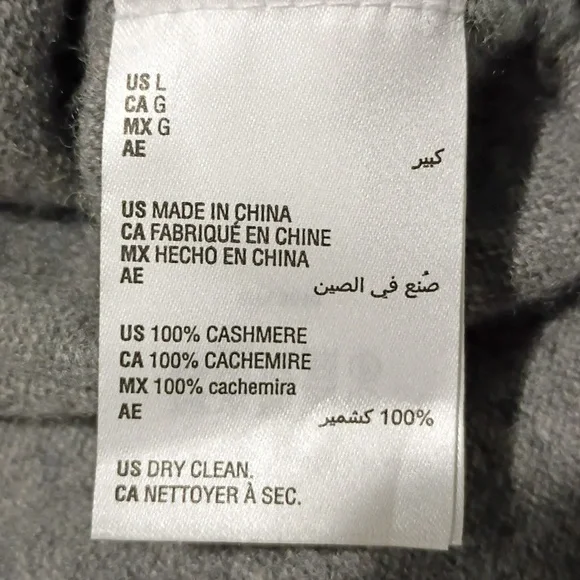 US L
CA G
MX G
AE كبير
US MADE IN CHINA
CA FABRIQUÉ EN CHINE
MX HECHO EN CHINA
AE صُنع في الصين
US 100% CASHMERE
CA 100% CACHEMIRE
MX 100% cachemira
AE 100% كشمير
US DRY CLEAN.
CA NETTOYER À SEC.